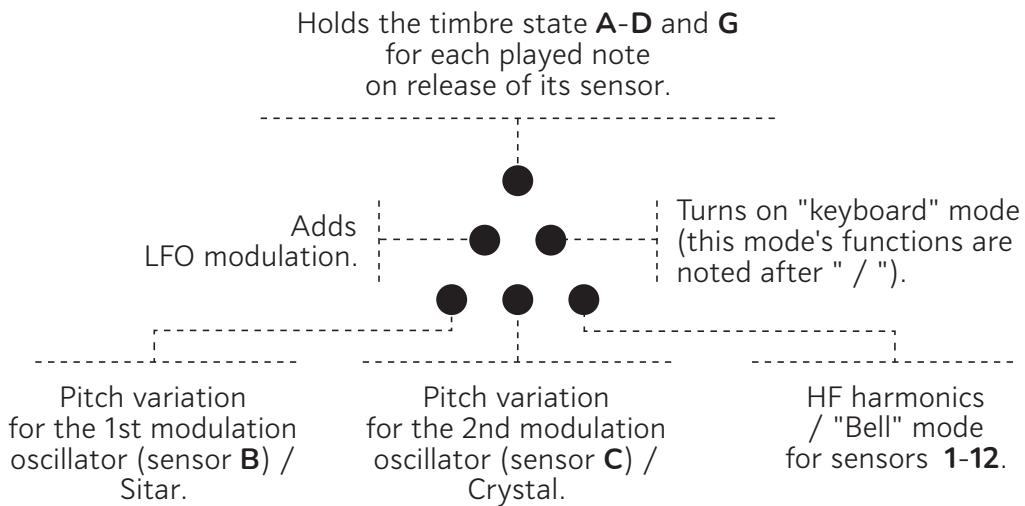 Holds the timbre state A-D and G
for each played note
on release of its sensor.
Adds
LFO modulation.
Turns on "keyboard" mode
(this mode's functions are
noted after " / ").
Pitch variation
for the 1st modulation
oscillator (sensor B) /
Sitar.
Pitch variation
for the 2nd modulation
oscillator (sensor C) /
Crystal.
HF harmonics
/ "Bell" mode
for sensors 1-12.